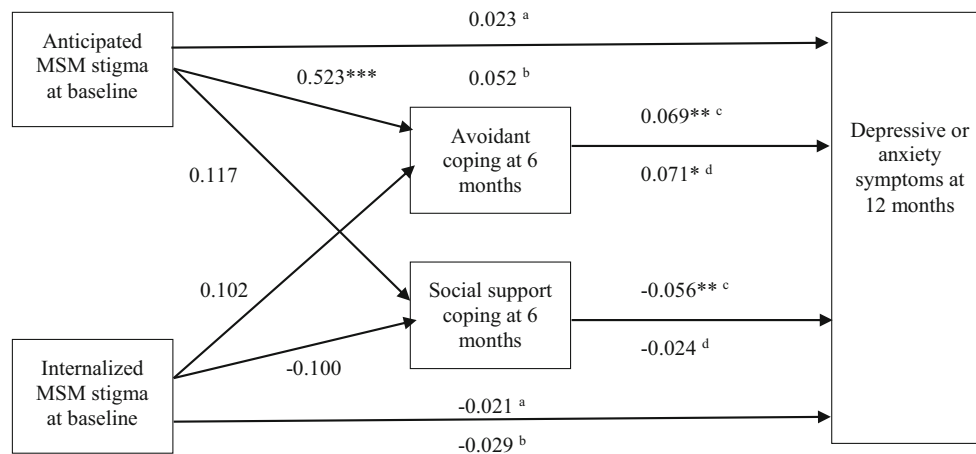 Anticipated
MSM stigma
at baseline
0.023 a
0.523***
0.052 b
Avoidant
coping at 6
months
0.069** c
0.071* d
Depressive or
anxiety
symptoms at
12 months
0.117
0.102
Social support
coping at 6
months
-0.056** c
-0.024 d
Internalized
MSM stigma
at baseline
-0.100
-0.021 a
-0.029 b